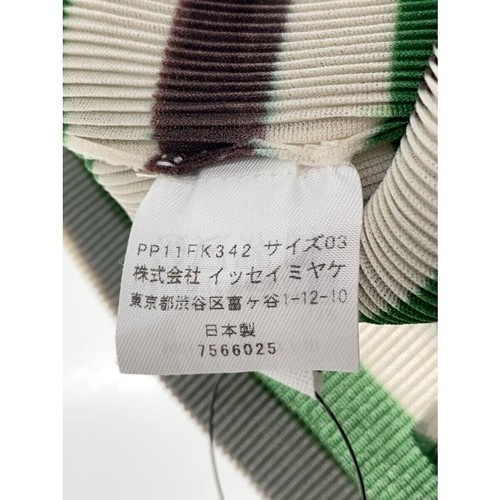 PP11FK342 サイズ03
株式会社 イッセイ ミヤケ
東京都渋谷区富ヶ谷1-12-10
日本製
7566025